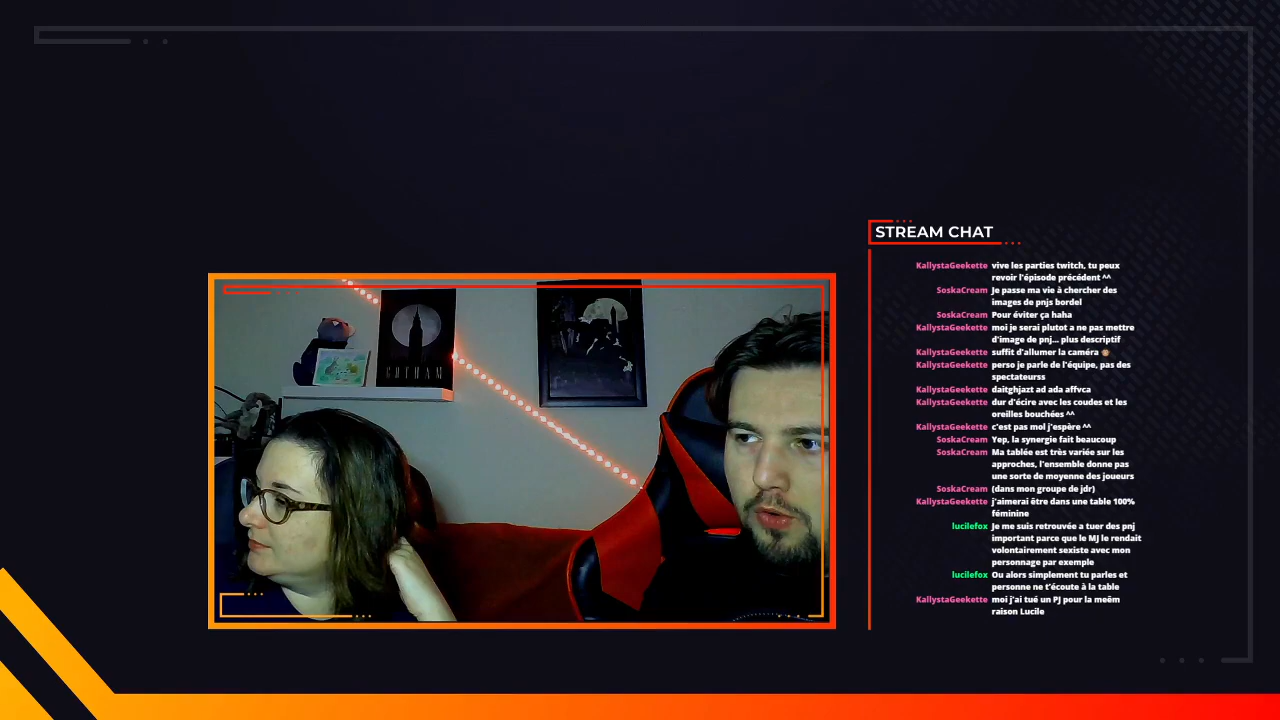 STREAM CHAT
KallystaGeekette vive les parties twitch, tu peux
revoir l'épisode précédent ^^
SoskaCream Je passe ma vie à chercher des
images de pnjs bordel
SoskaCream Pour éviter ça haha
KallystaGeekette moi je serai plutot a ne pas mettre
d'image de pnj... plus descriptif
KallystaGeekette suffit d'allumer la caméra
KallystaGeekette perso je parle de l'équipe, pas des
spectateurss
KallystaGeekette daitghjazt ad ada affvca
KallystaGeekette dur d'écire avec les coudes et les
oreilles bouchées ^^
KallystaGeekette c'est pas mol j'espère ^^
SoskaCream Yep, la synergie fait beaucoup
SoskaCream Ma tablée est très variée sur les
approches, l'ensemble donne pas
une sorte de moyenne des joueurs
SoskaCream (dans mon groupe de jdr)
KallystaGeekette j'aimerai être dans une table 100%
féminine
lucilefox Je me suis retrouvée a tuer des pnj
important parce que le MJ le rendait
volontairement sexiste avec mon
personnage par exemple
lucilefox Ou alors simplement tu parles et
personne ne t'écoute à la table
KallystaGeekette moi j'ai tué un PJ pour la meêm
raison Lucile
GOTHAM